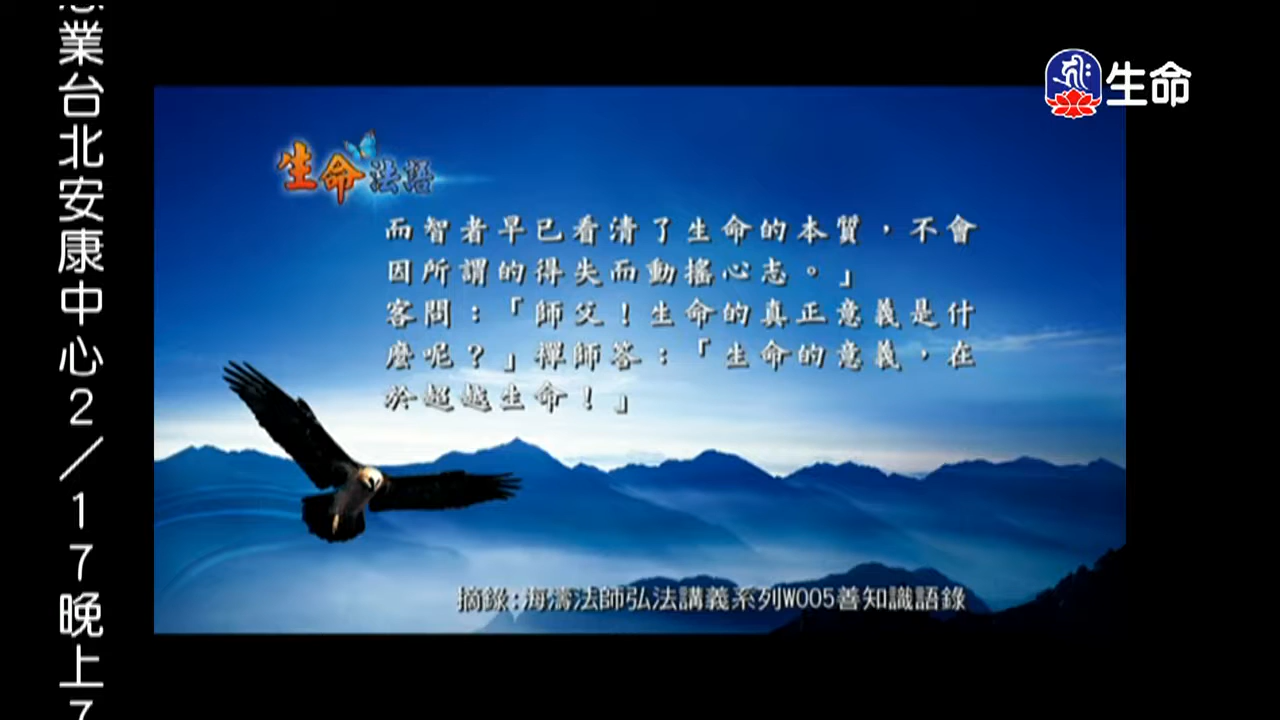 生命
生命法語
而智者早已看清了生命的本質，不會
因所謂的得失而動搖心志。」
客問：「師父！生命的真正意義是什
麼呢？」禪師答：「生命的意義，在
於超越生命！」
摘錄:海濤法師弘法講義系列W005善知識語錄
業台北安康中心2／17晚上